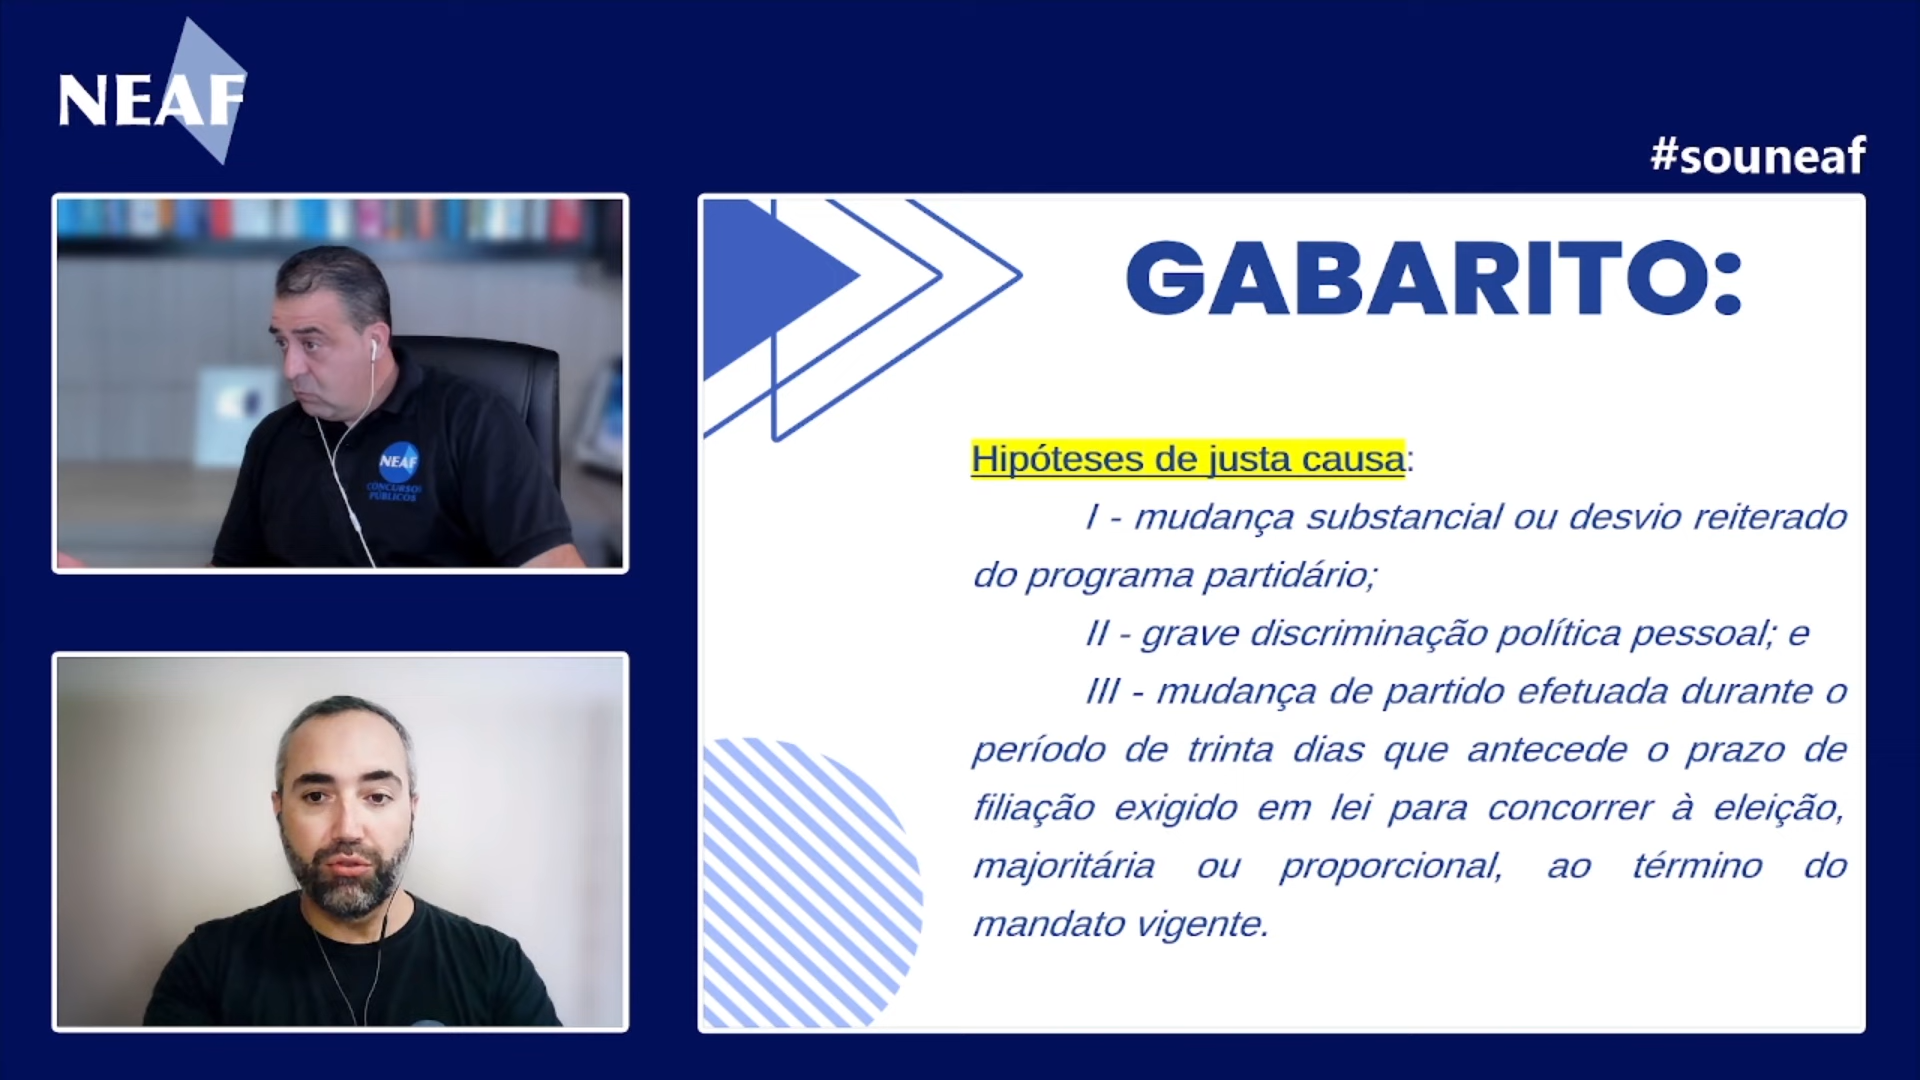 NEAF
#souneaf
GABARITO:
NEAF
CONCURSOS
PÚBLICOS
Hipóteses de justa causa:
I - mudança substancial ou desvio reiterado
do programa partidário;
II - grave discriminação política pessoal; e
III - mudança de partido efetuada durante o
período de trinta dias que antecede o prazo de
filiação exigido em lei para concorrer à eleição,
majoritária ou proporcional, ao término do
mandato vigente.